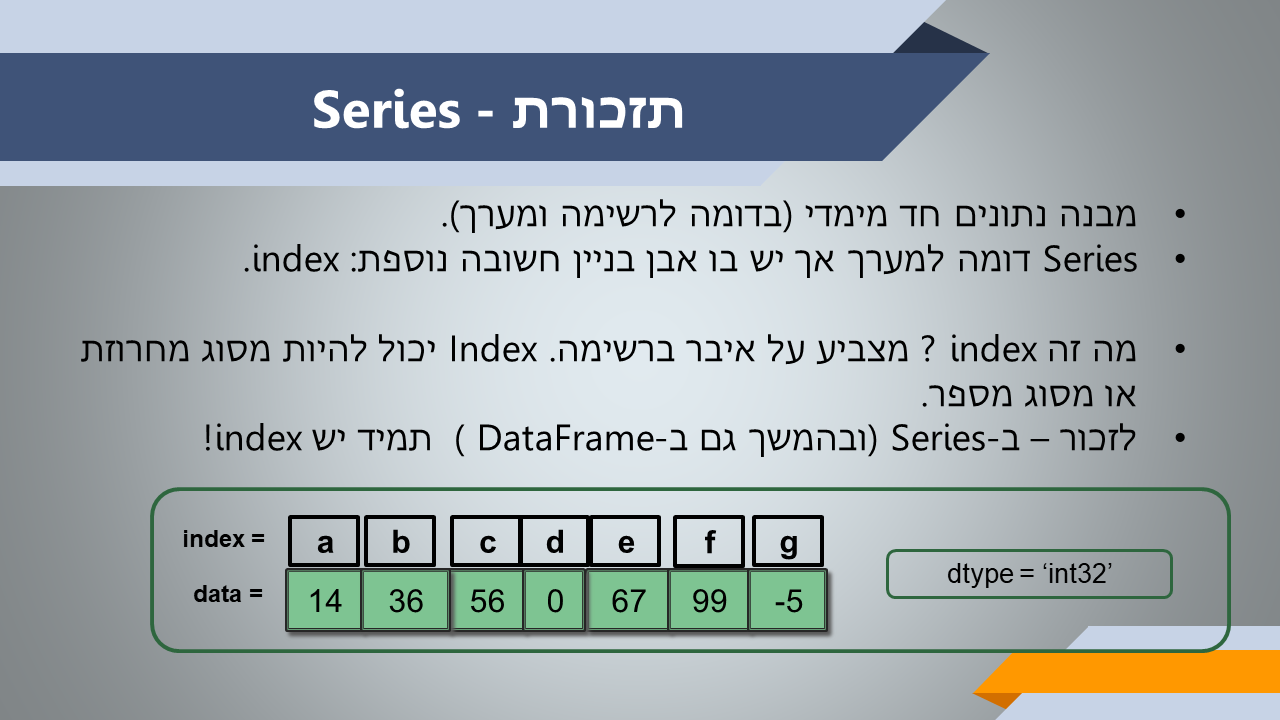 תזכורת - Series
• מבנה נתונים חד מימדי (בדומה לרשימה ומערך).
• Series דומה למערך אך יש בו אבן בניין חשובה נוספת: index.
• מה זה index ? מצביע על איבר ברשימה. Index יכול להיות מסוג מחרוזת
או מסוג מספר.
• לזכור – ב-Series (ובהמשך גם ב-DataFrame ) תמיד יש index!
index = a b c d e f g
data = 14 36 56 0 67 99 -5
dtype = ‘int32’